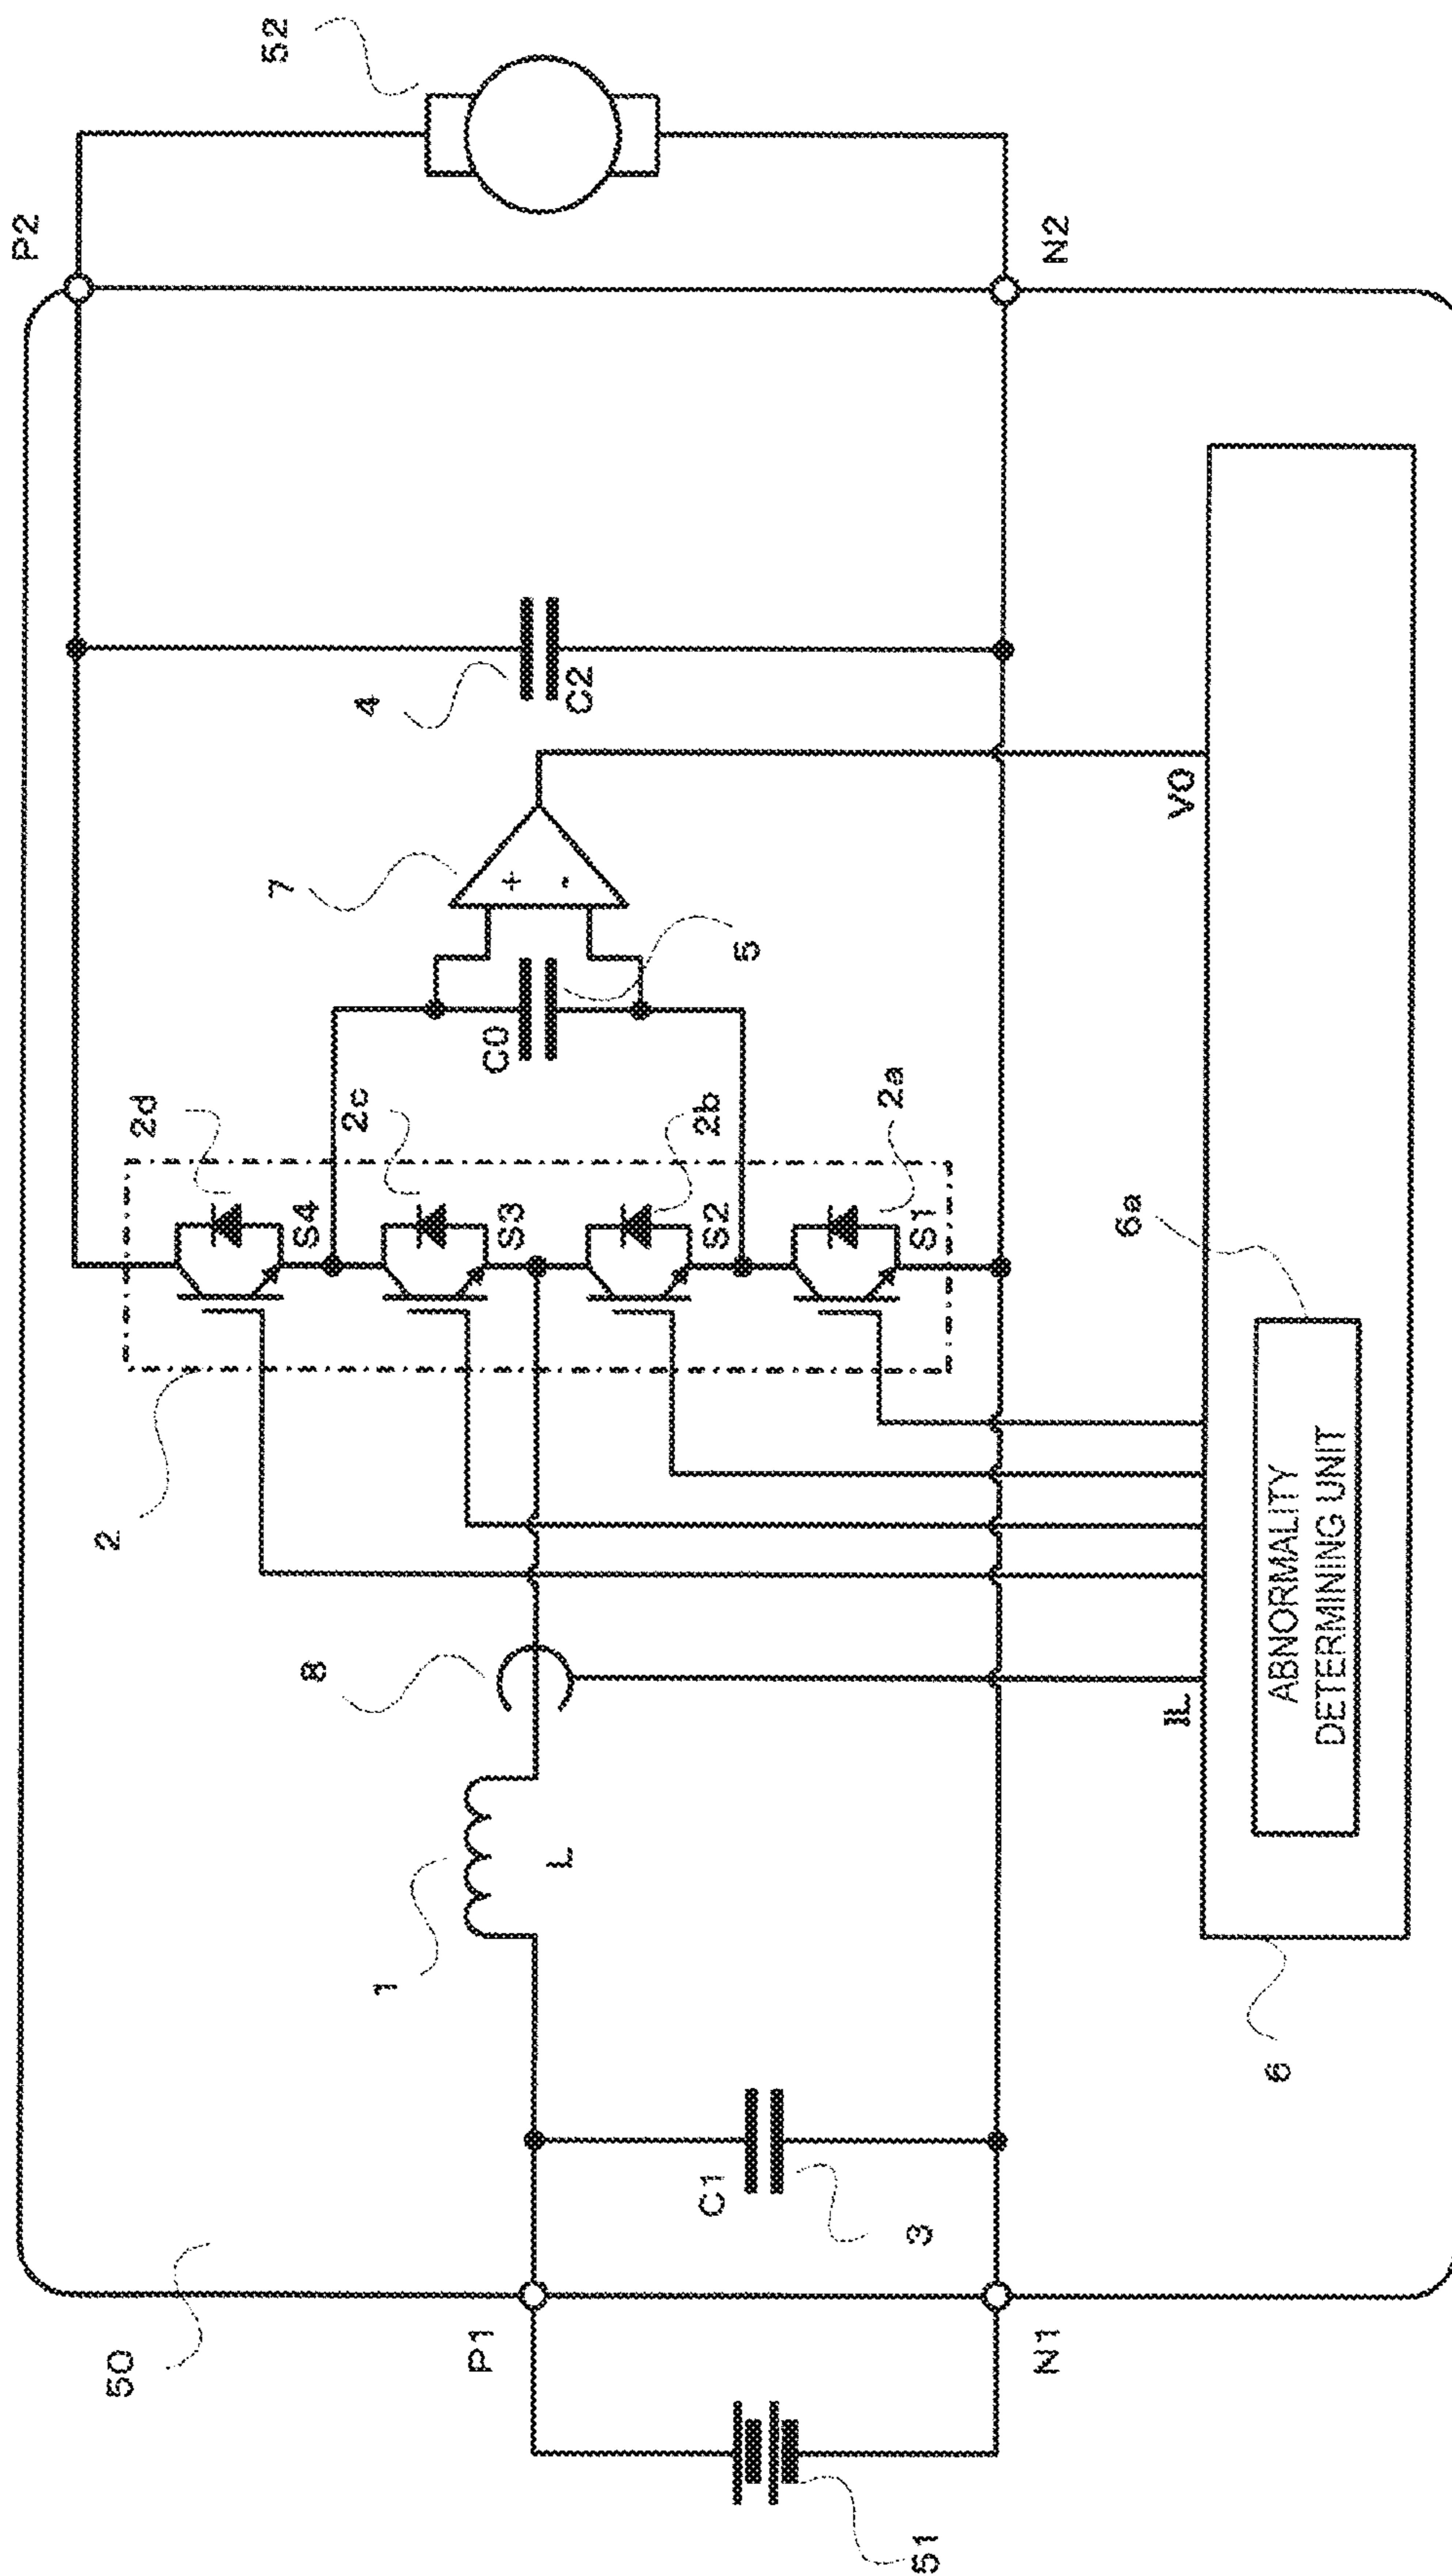 50
P2
52
2
2d
S4
2c
S3
2b
S2
2a
S1
7
+
-
4
C2
C0
5
8
1
L
P1
C1
3
51
N1
N2
IL
V0
6a
ABNORMALITY
DETERMINING UNIT
6